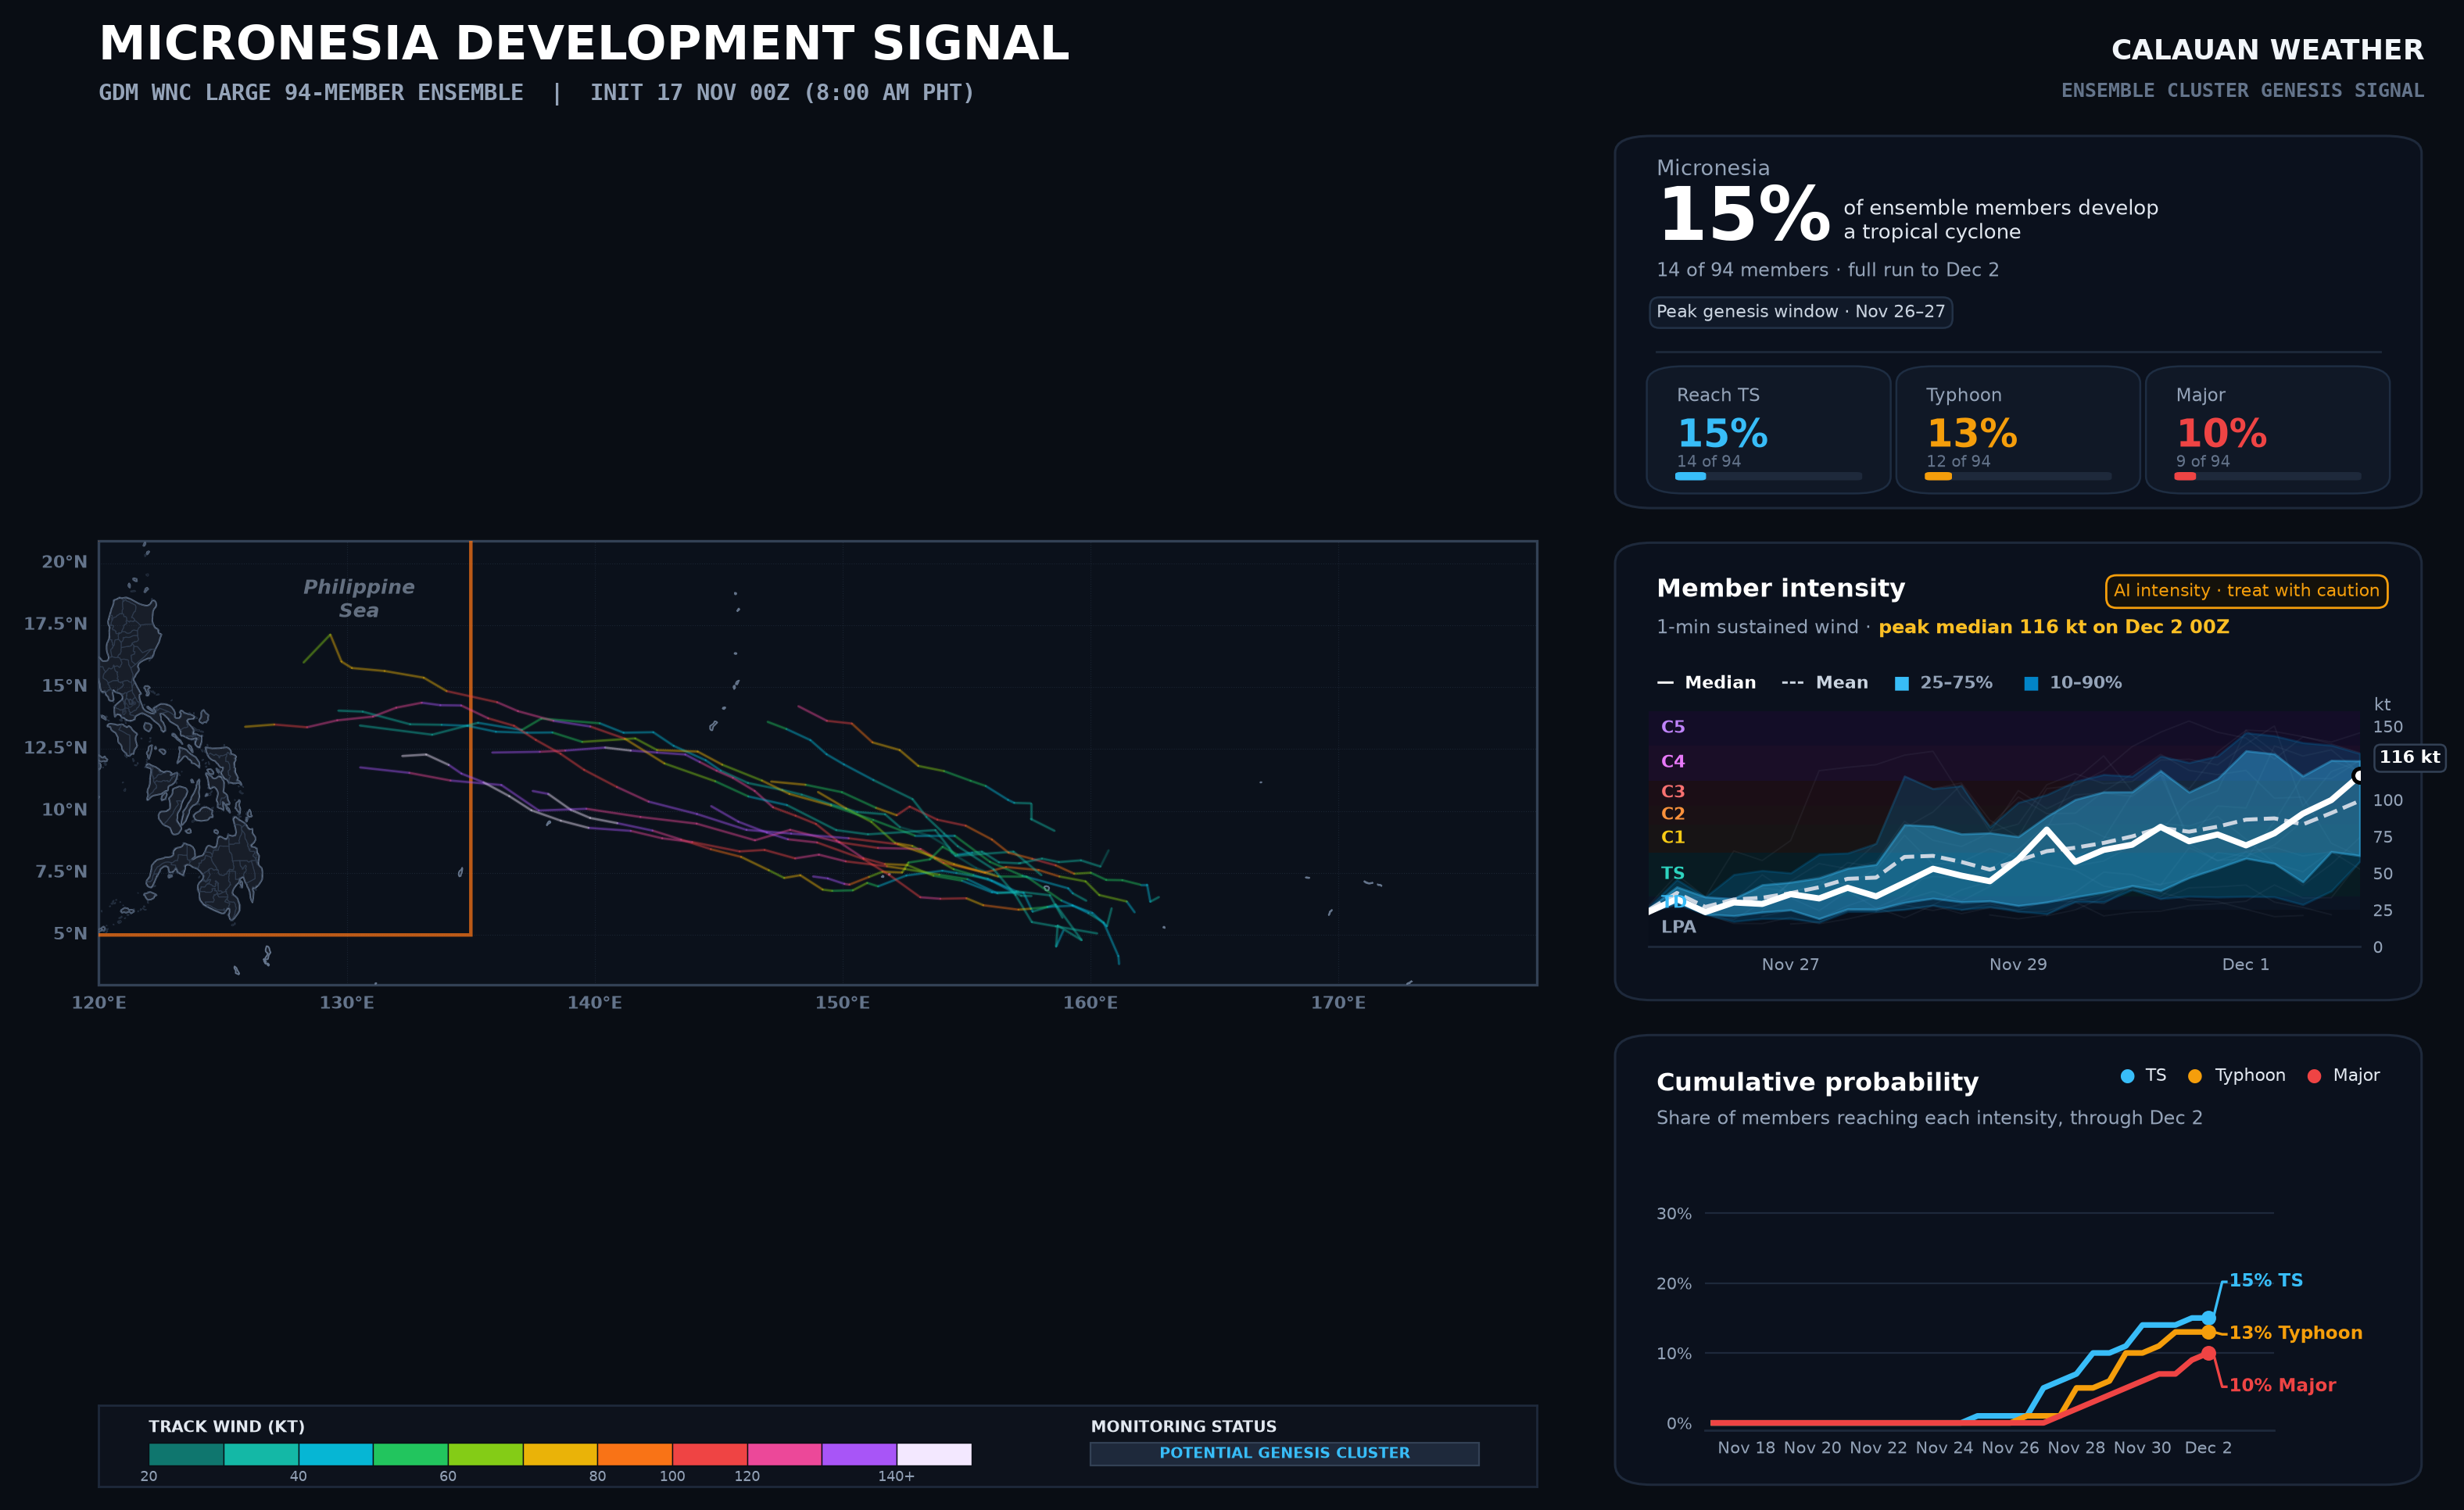 MICRONESIA DEVELOPMENT SIGNAL
GDM WNC LARGE 94-MEMBER ENSEMBLE | INIT 17 NOV 00Z (8:00 AM PHT)
CALAUAN WEATHER
ENSEMBLE CLUSTER GENESIS SIGNAL
Micronesia
15% of ensemble members develop
a tropical cyclone
14 of 94 members · full run to Dec 2
Peak genesis window · Nov 26–27
Reach TS
15%
14 of 94
Typhoon
13%
12 of 94
Major
10%
9 of 94
20°N
17.5°N
15°N
12.5°N
10°N
7.5°N
5°N
Philippine
Sea
120°E 130°E 140°E 150°E 160°E 170°E
Member intensity
AI intensity · treat with caution
1-min sustained wind · peak median 116 kt on Dec 2 00Z
Median Mean 25–75% 10–90%
kt
C5
C4
C3
C2
C1
TS
TD
LPA
150
116 kt
100
75
50
25
0
Nov 27 Nov 29 Dec 1
Cumulative probability
TS Typhoon Major
Share of members reaching each intensity, through Dec 2
30%
20%
10%
0%
15% TS
13% Typhoon
10% Major
Nov 18 Nov 20 Nov 22 Nov 24 Nov 26 Nov 28 Nov 30 Dec 2
TRACK WIND (KT)
20 40 60 80 100 120 140+
MONITORING STATUS
POTENTIAL GENESIS CLUSTER